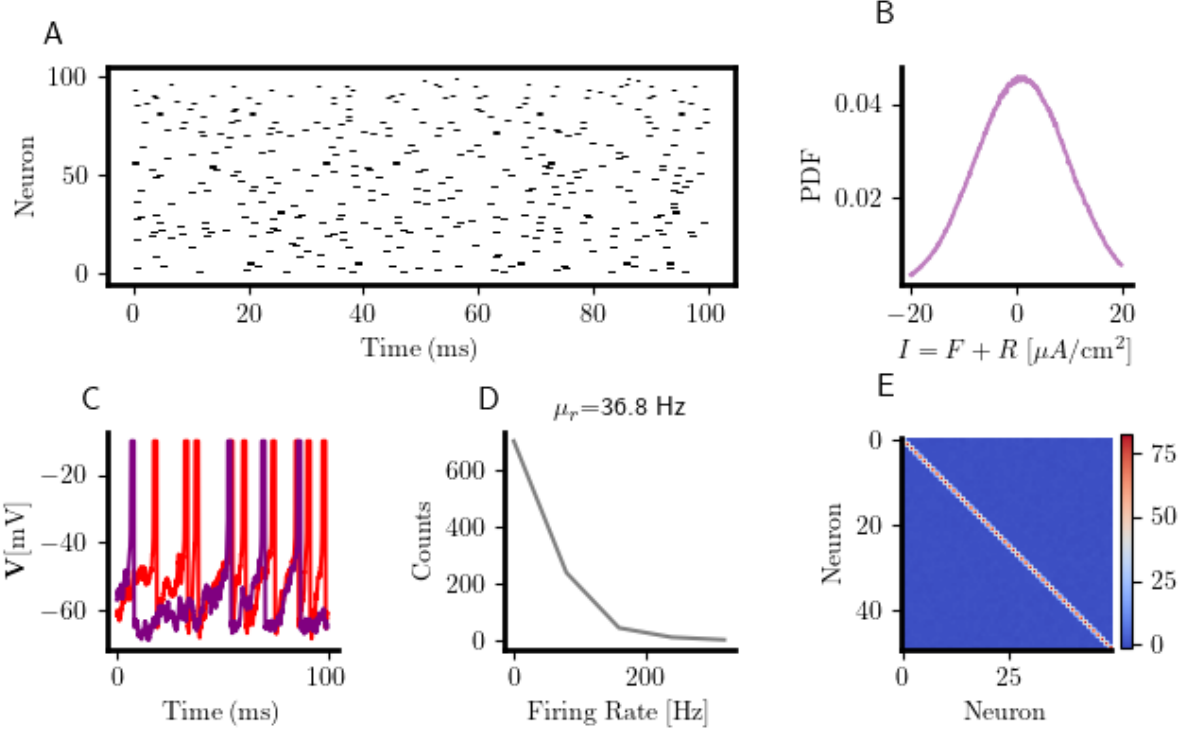 A
100
50
0
Neuron
0 20 40 60 80 100
Time (ms)
B
0.04
0.02
PDF
−20 0 20
I = F + R [μA/cm²]
C
−20
−40
−60
V[mV]
0 100
Time (ms)
D
μᵣ=36.8 Hz
600
400
200
0
Counts
0 200
Firing Rate [Hz]
E
0
20
40
Neuron
0 25
Neuron
75
50
25
0